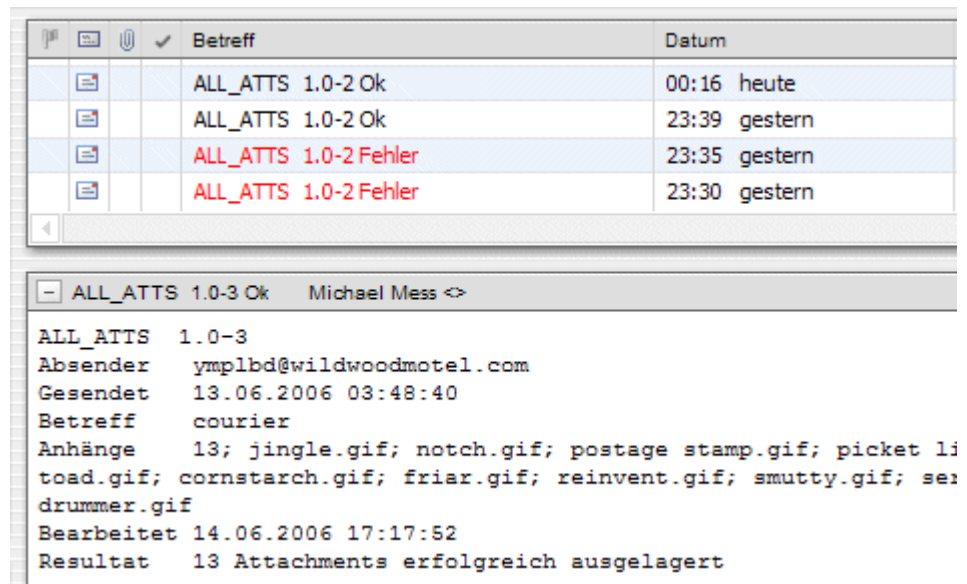 Betreff Datum
ALL_ATTS 1.0-2 Ok 00:16 heute
ALL_ATTS 1.0-2 Ok 23:39 gestern
ALL_ATTS 1.0-2 Fehler 23:35 gestern
ALL_ATTS 1.0-2 Fehler 23:30 gestern
ALL_ATTS 1.0-3 Ok Michael Mess <>
ALL_ATTS 1.0-3
Absender ymplbd@wildwoodmotel.com
Gesendet 13.06.2006 03:48:40
Betreff courier
Anhänge 13; jingle.gif; notch.gif; postage stamp.gif; picket
toad.gif; cornstarch.gif; friar.gif; reinvent.gif; smutty.gif;
drummer.gif
Bearbeitet 14.06.2006 17:17:52
Resultat 13 Attachments erfolgreich ausgelagert